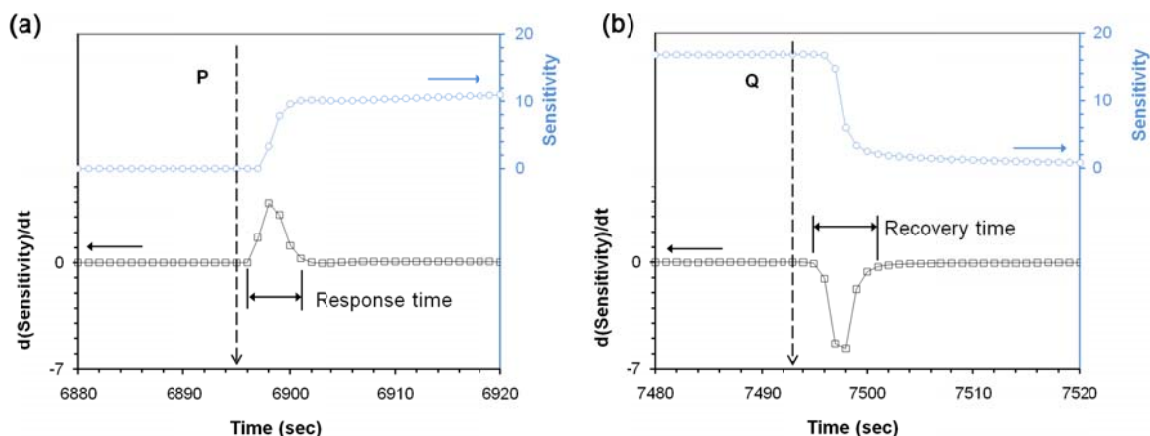 (a)
P
20
10
0
Sensitivity
d(Sensitivity)/dt
0
-7
Response time
6880 6890 6900 6910 6920
Time (sec)
(b)
Q
20
10
0
Sensitivity
d(Sensitivity)/dt
0
-7
Recovery time
7480 7490 7500 7510 7520
Time (sec)